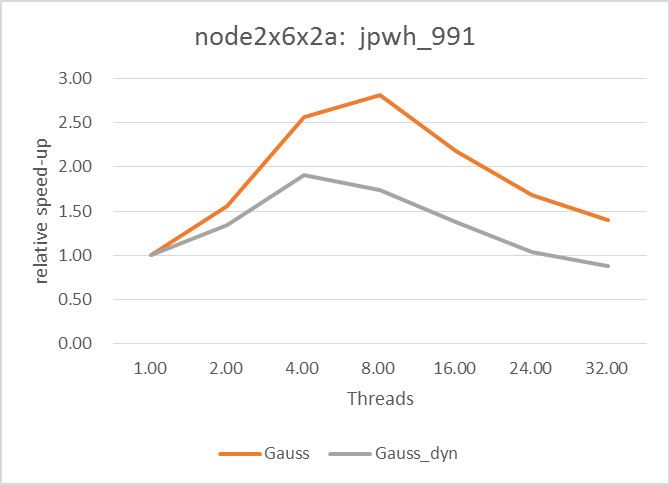 node2x6x2a:  jpwh_991
relative speed-up
3.00
2.50
2.00
1.50
1.00
0.50
0.00
1.00 2.00 4.00 8.00 16.00 24.00 32.00
Threads
Gauss Gauss_dyn